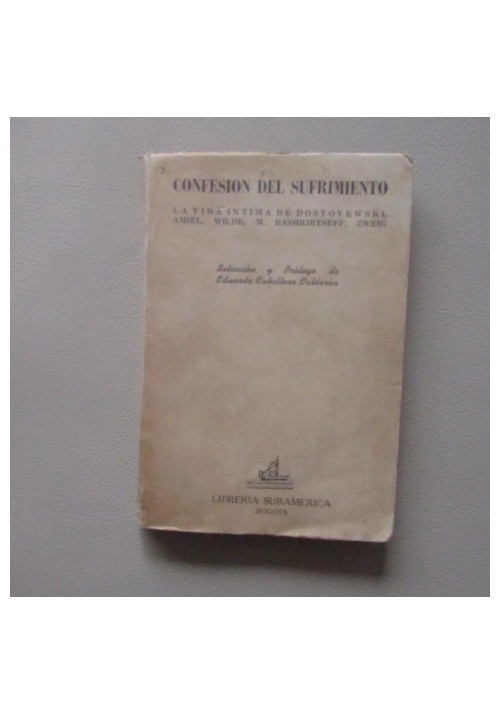 CONFESION DEL SUFRIMIENTO
LA VIDA INTIMA DE DOSTOYEWSKI,
AMIEL, WILDE, M. BASHKIRTSEFF, ZWEIG
Selección y Prólogo de
Eduardo Caballero Calderón
LIBRERIA SURAMERICA
BOGOTA